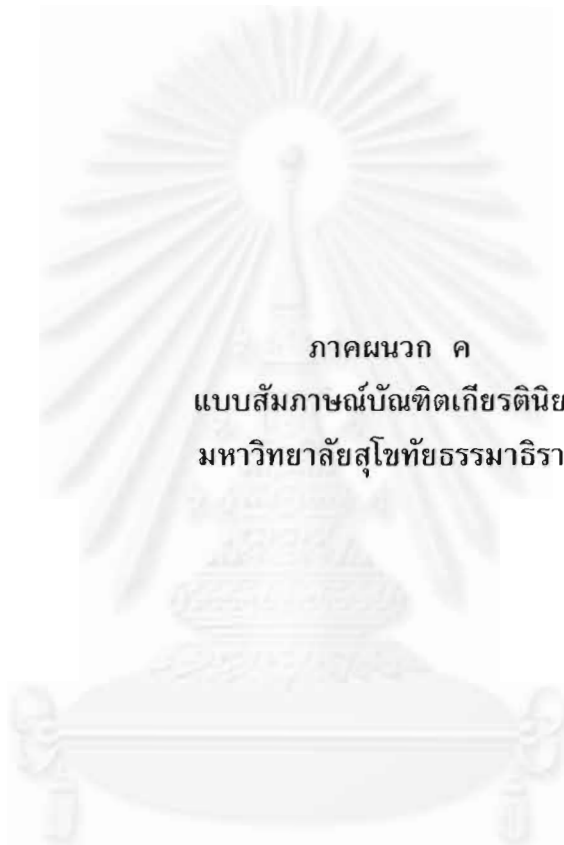 ภาคผนวก ค
แบบสัมภาษณ์บัณฑิตเกียรตินิย
มหาวิทยาลัยสุโขทัยธรรมาธิรา